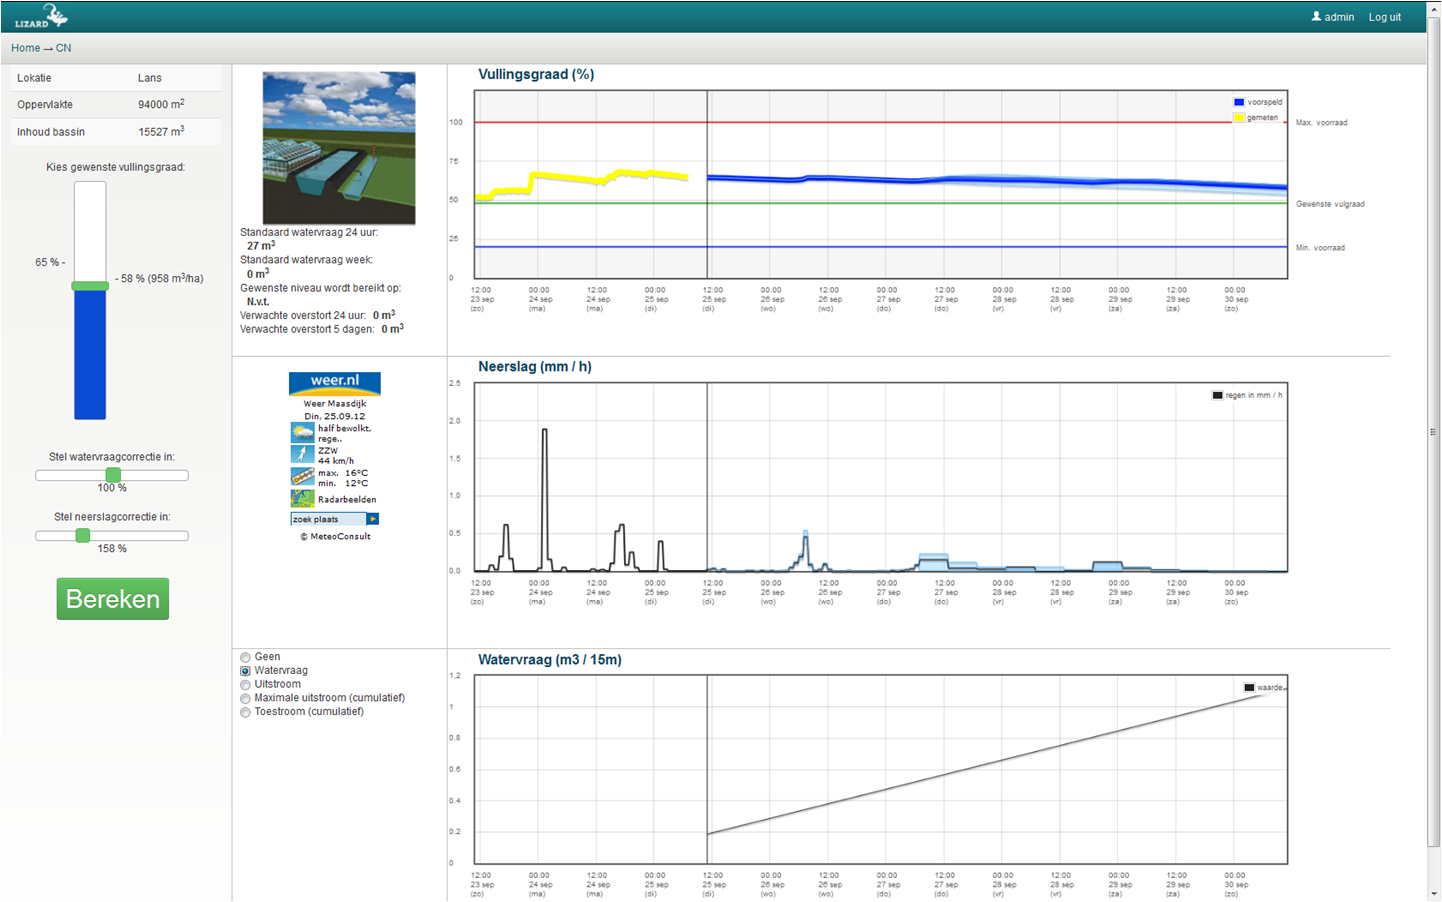 LIZARD
admin Log uit
Home → CN
Lokatie Lans
Oppervlakte 94000 m²
Inhoud bassin 15527 m³
Kies gewenste vullingsgraad:
65 % -
- 58 % (958 m³/ha)
Stel watervraagcorrectie in:
100 %
Stel neerslagcorrectie in:
158 %
Bereken
Standaard watervraag 24 uur:
27 m³
Standaard watervraag week:
0 m³
Gewenste niveau wordt bereikt op:
N.v.t.
Verwachte overstort 24 uur: 0 m³
Verwachte overstort 5 dagen: 0 m³
weer.nl
Weer Maasdijk
Din, 25.09.12
half bewolkt,
rege..
ZZW
44 km/h
max. 16°C
min. 12°C
Radarbeelden
zoek plaats
© MeteoConsult
Geen
Watervraag
Uitstroom
Maximale uitstroom (cumulatief)
Toestroom (cumulatief)
Vullingsgraad (%)
voorspeld
gemeten
100
75
50
25
0
Max. voorraad
Gewenste vulgraad
Min. voorraad
12:00 00:00 12:00 00:00 12:00 00:00 12:00 00:00 12:00 00:00 12:00 00:00 12:00 00:00
23 sep 24 sep 24 sep 25 sep 25 sep 26 sep 26 sep 27 sep 27 sep 28 sep 28 sep 29 sep 29 sep 30 sep
(zo) (ma) (ma) (di) (di) (wo) (wo) (do) (do) (vr) (vr) (za) (za) (zo)
Neerslag (mm / h)
regen in mm / h
2.5
2.0
1.5
1.0
0.5
0.0
12:00 00:00 12:00 00:00 12:00 00:00 12:00 00:00 12:00 00:00 12:00 00:00 12:00 00:00
23 sep 24 sep 24 sep 25 sep 25 sep 26 sep 26 sep 27 sep 27 sep 28 sep 28 sep 29 sep 29 sep 30 sep
(zo) (ma) (ma) (di) (di) (wo) (wo) (do) (do) (vr) (vr) (za) (za) (zo)
Watervraag (m3 / 15m)
waarde
1.2
1
0.8
0.6
0.4
0.2
0
12:00 00:00 12:00 00:00 12:00 00:00 12:00 00:00 12:00 00:00 12:00 00:00 12:00 00:00
23 sep 24 sep 24 sep 25 sep 25 sep 26 sep 26 sep 27 sep 27 sep 28 sep 28 sep 29 sep 29 sep 30 sep
(zo) (ma) (ma) (di) (di) (wo) (wo) (do) (do) (vr) (vr) (za) (za) (zo)